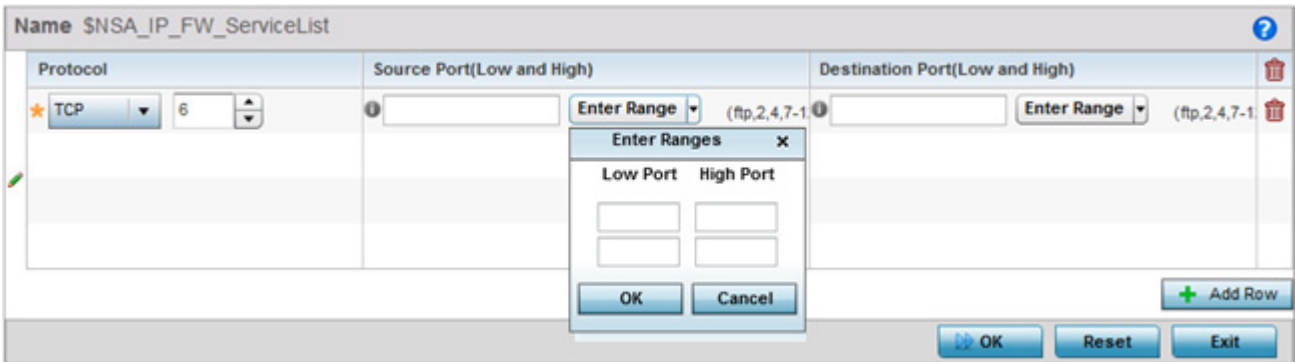 Name $NSA_IP_FW_ServiceList ?
Protocol Source Port(Low and High) Destination Port(Low and High)
* TCP 6 Enter Range (ftp,2,4,7-1 Enter Range (ftp,2,4,7-1
Enter Ranges x
Low Port High Port
OK Cancel
+ Add Row
OK Reset Exit